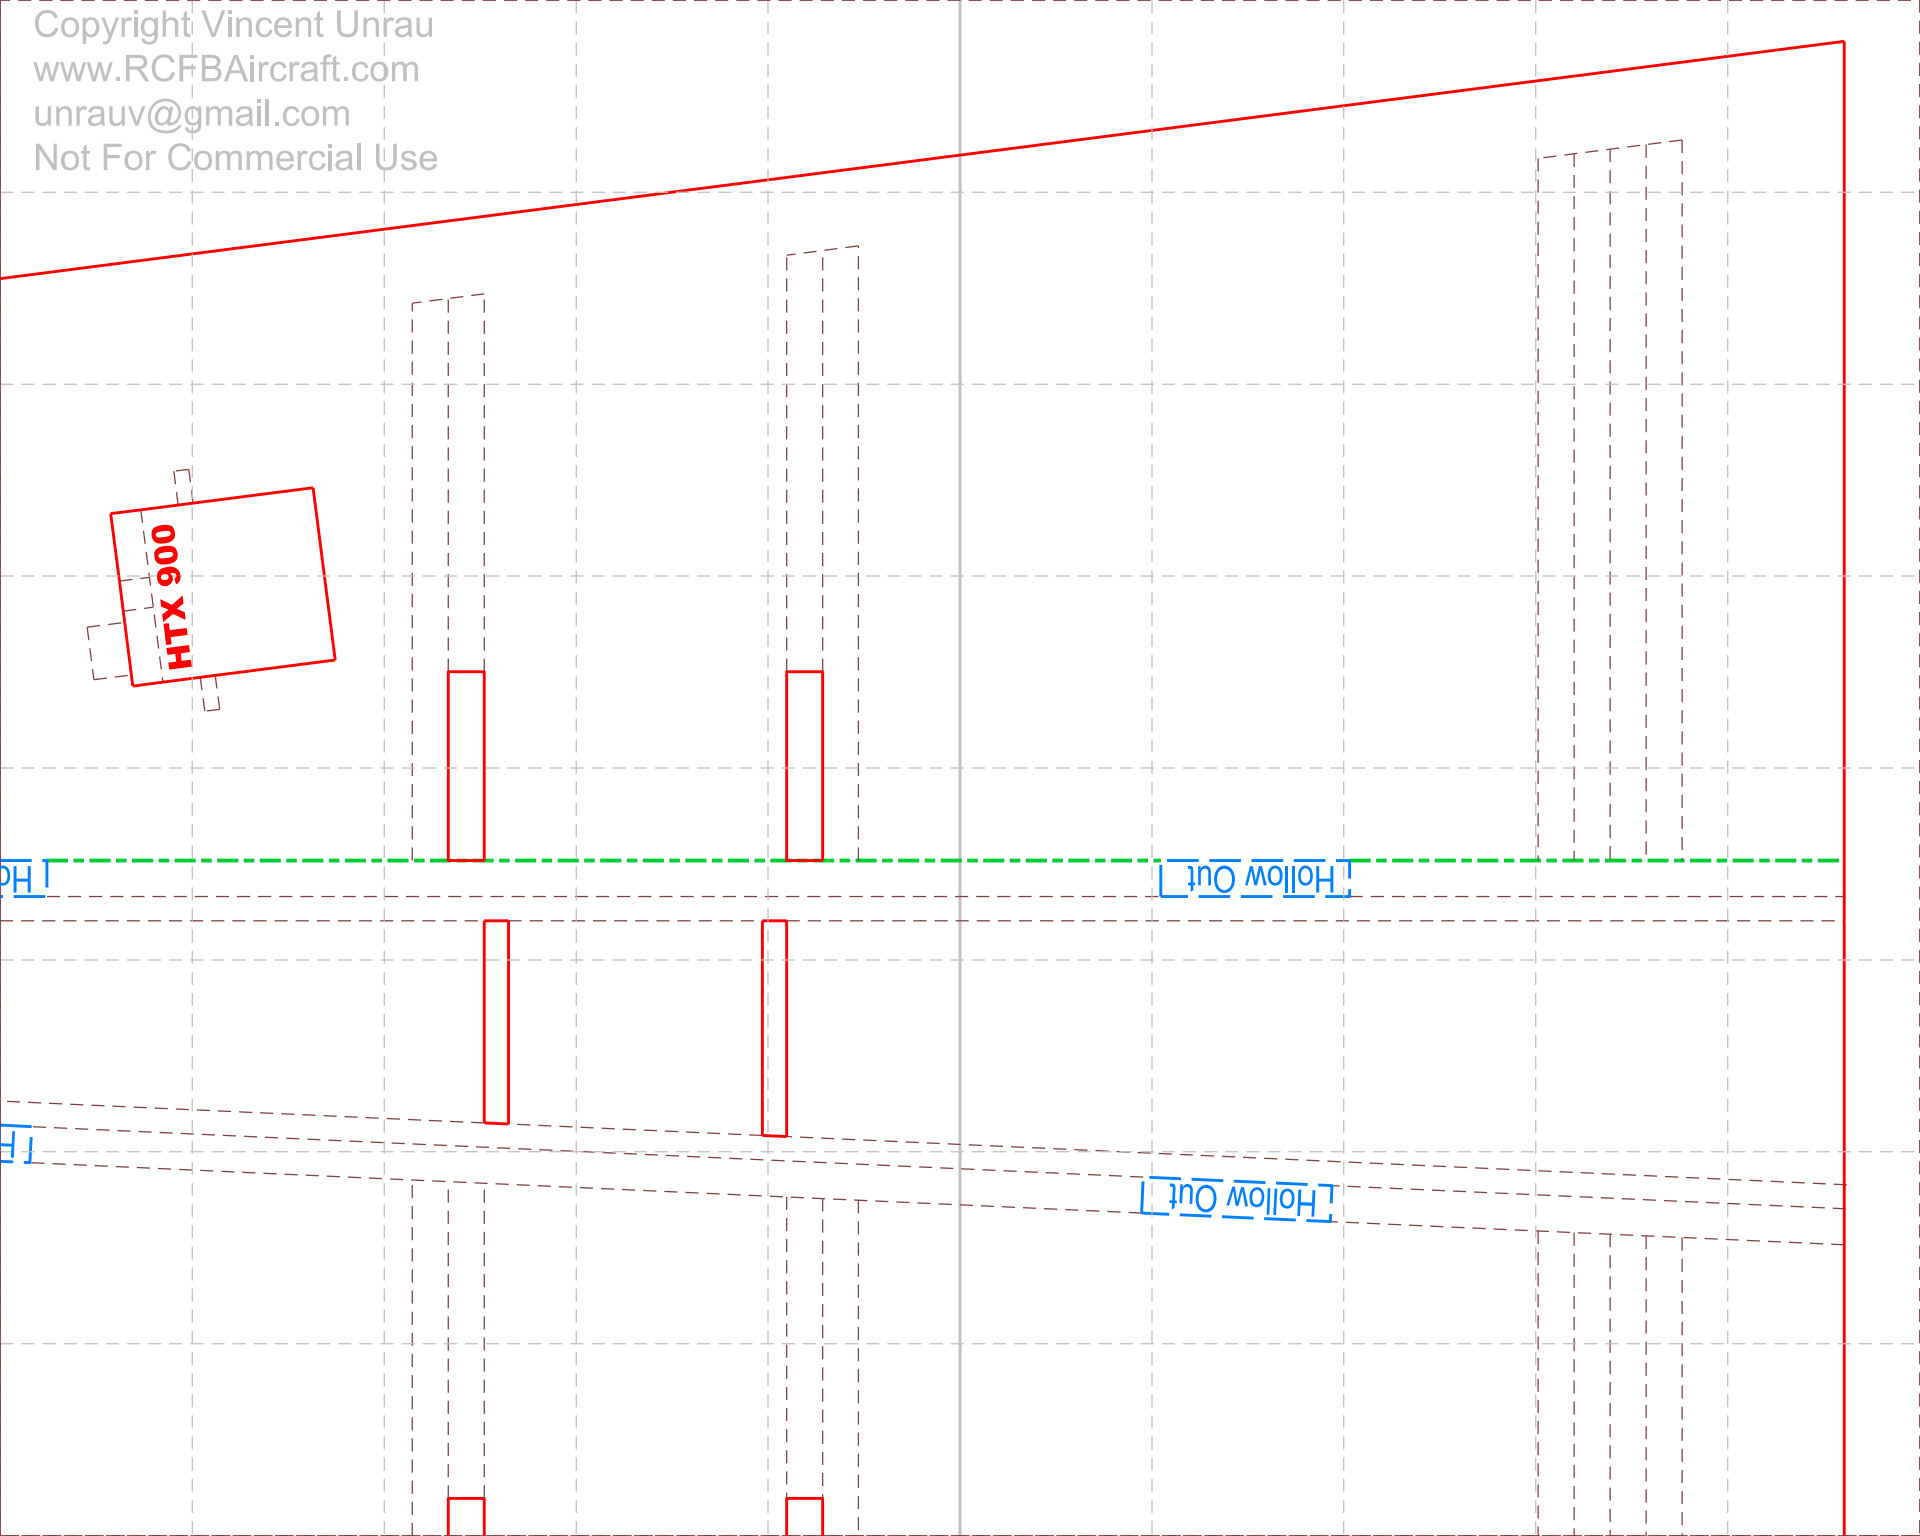 Copyright Vincent Unrau
www.RCFBAircraft.com
unrauv@gmail.com
Not For Commercial Use
HTX 900
Ho
Hollow Out
H
Hollow Out